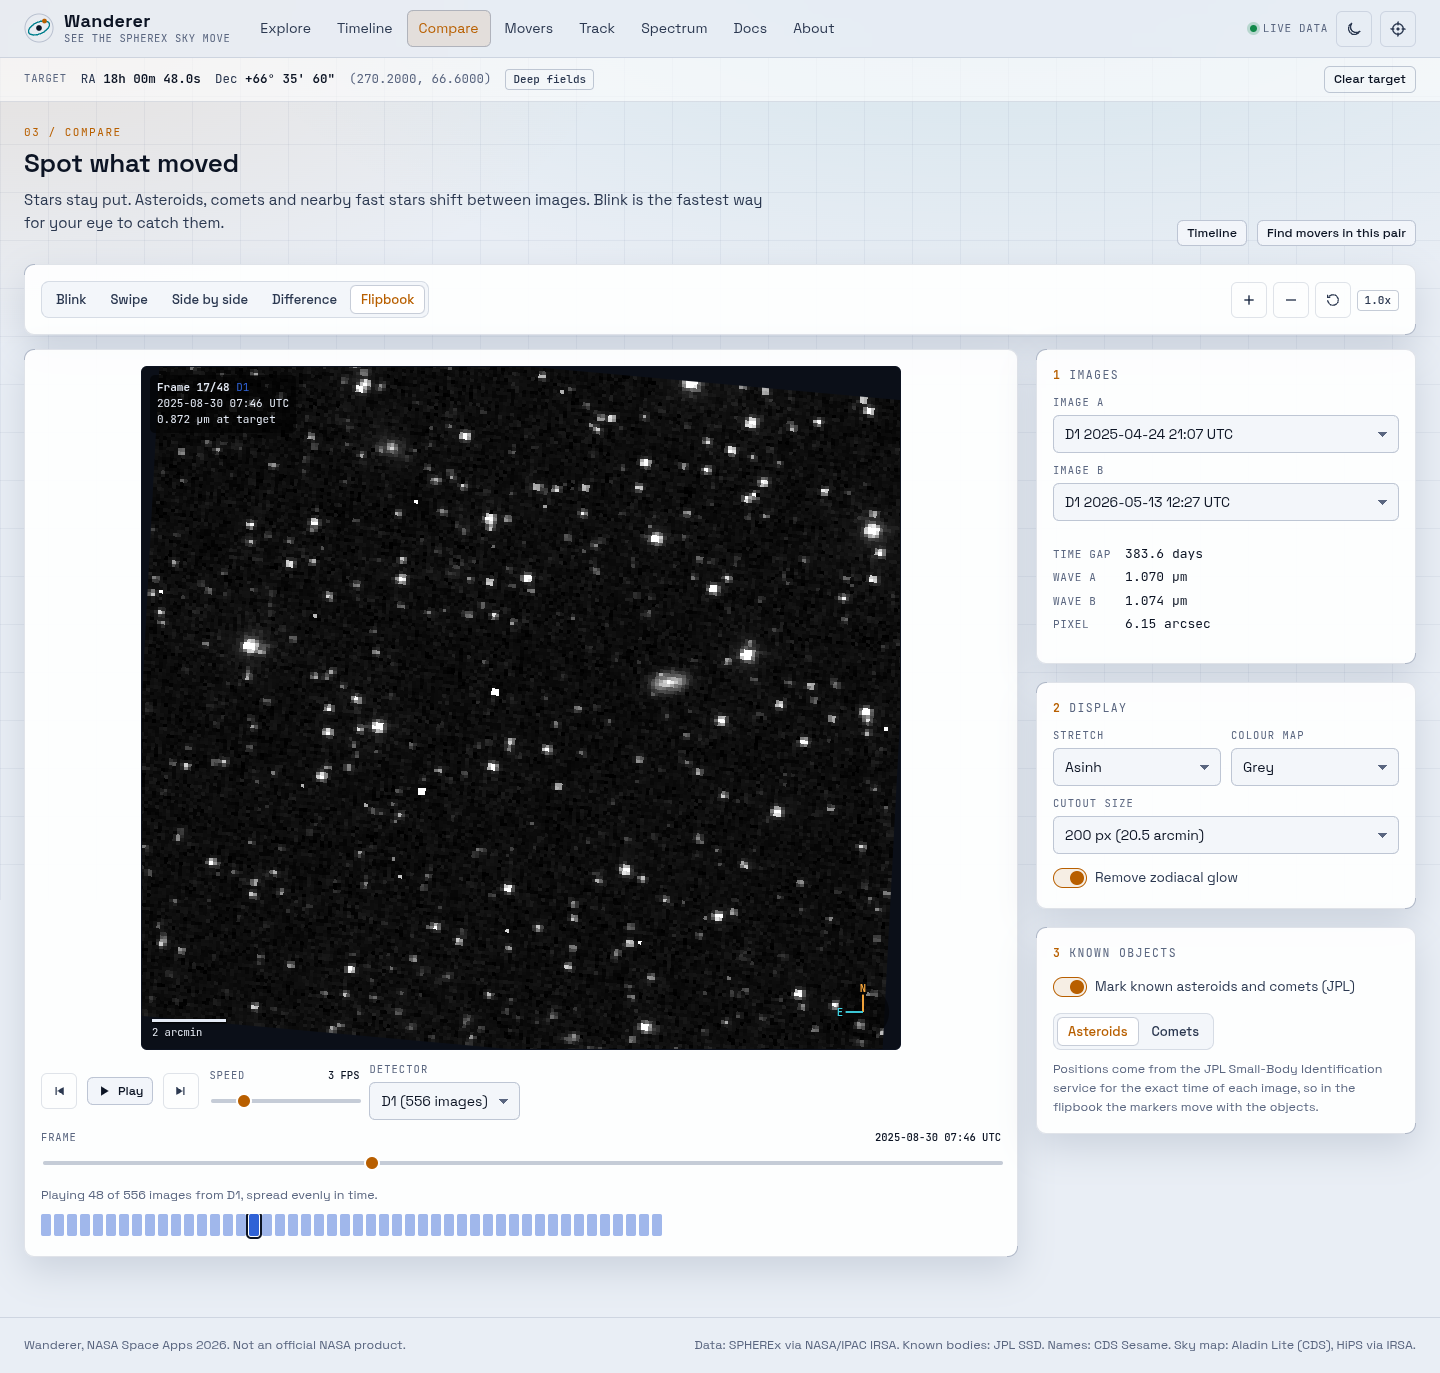 Wanderer
SEE THE SPHEREX SKY MOVE
Explore Timeline Compare Movers Track Spectrum Docs About
LIVE DATA
TARGET RA 18h 00m 48.0s Dec +66° 35' 60" (270.2000, 66.6000) Deep fields
Clear target
03 / COMPARE
Spot what moved
Stars stay put. Asteroids, comets and nearby fast stars shift between images. Blink is the fastest way
for your eye to catch them.
Timeline Find movers in this pair
Blink Swipe Side by side Difference Flipbook
1.0x
Frame 17/48 D1
2025-08-30 07:46 UTC
0.872 µm at target
N
E
2 arcmin
Play
SPEED 3 FPS
DETECTOR
D1 (556 images)
FRAME 2025-08-30 07:46 UTC
Playing 48 of 556 images from D1, spread evenly in time.
1 IMAGES
IMAGE A
D1 2025-04-24 21:07 UTC
IMAGE B
D1 2026-05-13 12:27 UTC
TIME GAP 383.6 days
WAVE A 1.070 µm
WAVE B 1.074 µm
PIXEL 6.15 arcsec
2 DISPLAY
STRETCH COLOUR MAP
Asinh Grey
CUTOUT SIZE
200 px (20.5 arcmin)
Remove zodiacal glow
3 KNOWN OBJECTS
Mark known asteroids and comets (JPL)
Asteroids Comets
Positions come from the JPL Small-Body Identification
service for the exact time of each image, so in the
flipbook the markers move with the objects.
Wanderer, NASA Space Apps 2026. Not an official NASA product.
Data: SPHEREx via NASA/IPAC IRSA. Known bodies: JPL SSD. Names: CDS Sesame. Sky map: Aladin Lite (CDS), HiPS via IRSA.